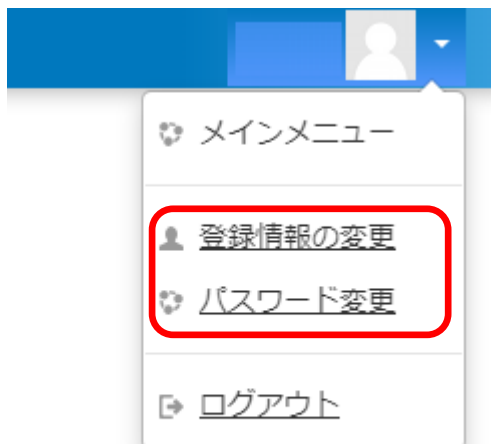 メインメニュー
登録情報の変更
パスワード変更
ログアウト